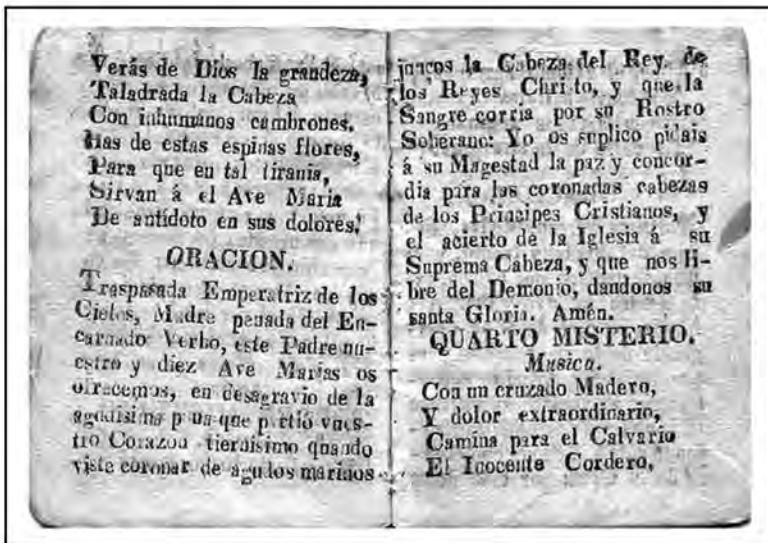 Verás de Dios la grandeza,
Taladrada la Cabeza
Con inhumanos cambrones.
Has de estas espinas flores,
Para que en tal tirania,
Sirvan á el Ave Maria
De antídoto en sus dolores.
ORACION.
Traspasada Emperatriz de los
Cielos, Madre penada del En-
carnado Verbo, este Padre nu-
estro y diez Ave Marias os
ofrecemos, en desagravio de la
agudisima pena que partió vues-
tro Corazon tiernisimo quando
viste coronar de agudos marinos
juncos la Cabeza del Rey de
los Reyes Christo, y que la
Sangre corria por su Rostro
Soberano: Yo os suplico pidais
á su Magestad la paz y concor-
dia para las coronadas cabezas
de los Principes Cristianos, y
el acierto de la Iglesia á su
Suprema Cabeza, y que nos li-
bre del Demonio, dandonos su
santa Gloria. Amén.
QUARTO MISTERIO.
Musica.
Con un cruzado Madero,
Y dolor extraordinario,
Camina para el Calvario
El Inocente Cordero,